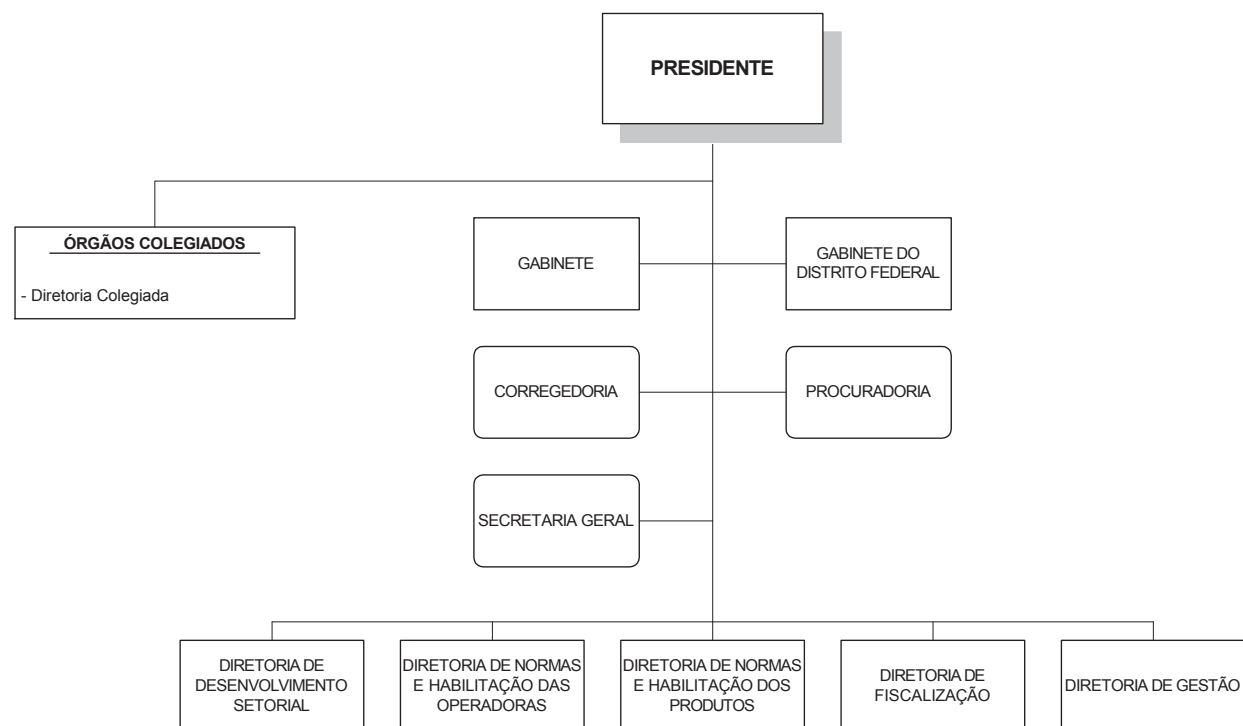 PRESIDENTE
ÓRGÃOS COLEGIADOS
- Diretoria Colegiada
GABINETE
GABINETE DO
DISTRITO FEDERAL
CORREGEDORIA
PROCURADORIA
SECRETARIA GERAL
DIRETORIA DE
DESENVOLVIMENTO
SETORIAL
DIRETORIA DE NORMAS
E HABILITAÇÃO DAS
OPERADORAS
DIRETORIA DE NORMAS
E HABILITAÇÃO DOS
PRODUTOS
DIRETORIA DE
FISCALIZAÇÃO
DIRETORIA DE GESTÃO